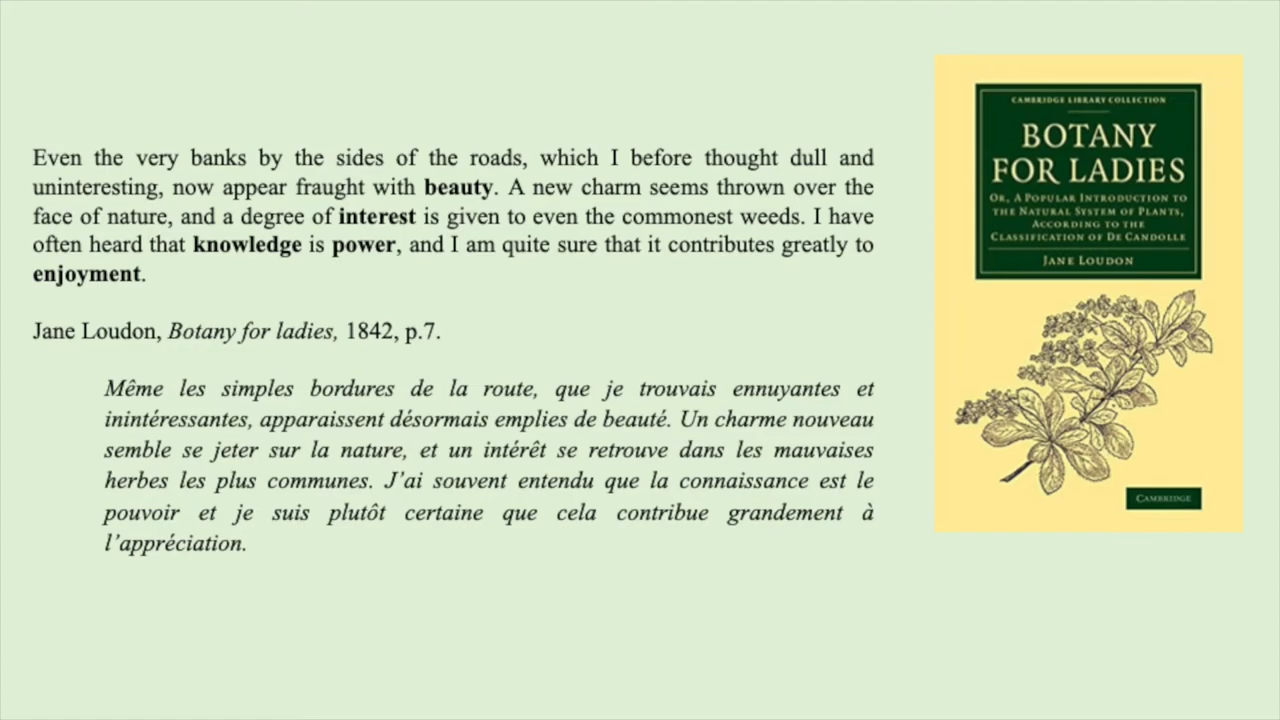 Even the very banks by the sides of the roads, which I before thought dull and
uninteresting, now appear fraught with beauty. A new charm seems thrown over the
face of nature, and a degree of interest is given to even the commonest weeds. I have
often heard that knowledge is power, and I am quite sure that it contributes greatly to
enjoyment.
Jane Loudon, Botany for ladies, 1842, p.7.
Même les simples bordures de la route, que je trouvais ennuyantes et
inintéressantes, apparaissent désormais emplies de beauté. Un charme nouveau
semble se jeter sur la nature, et un intérêt se retrouve dans les mauvaises
herbes les plus communes. J’ai souvent entendu que la connaissance est le
pouvoir et je suis plutôt certaine que cela contribue grandement à
l’appréciation.
CAMBRIDGE LIBRARY COLLECTION
BOTANY
FOR LADIES
OR, A POPULAR INTRODUCTION TO
THE NATURAL SYSTEM OF PLANTS,
ACCORDING TO THE
CLASSIFICATION OF DE CANDOLLE
JANE LOUDON
CAMBRIDGE